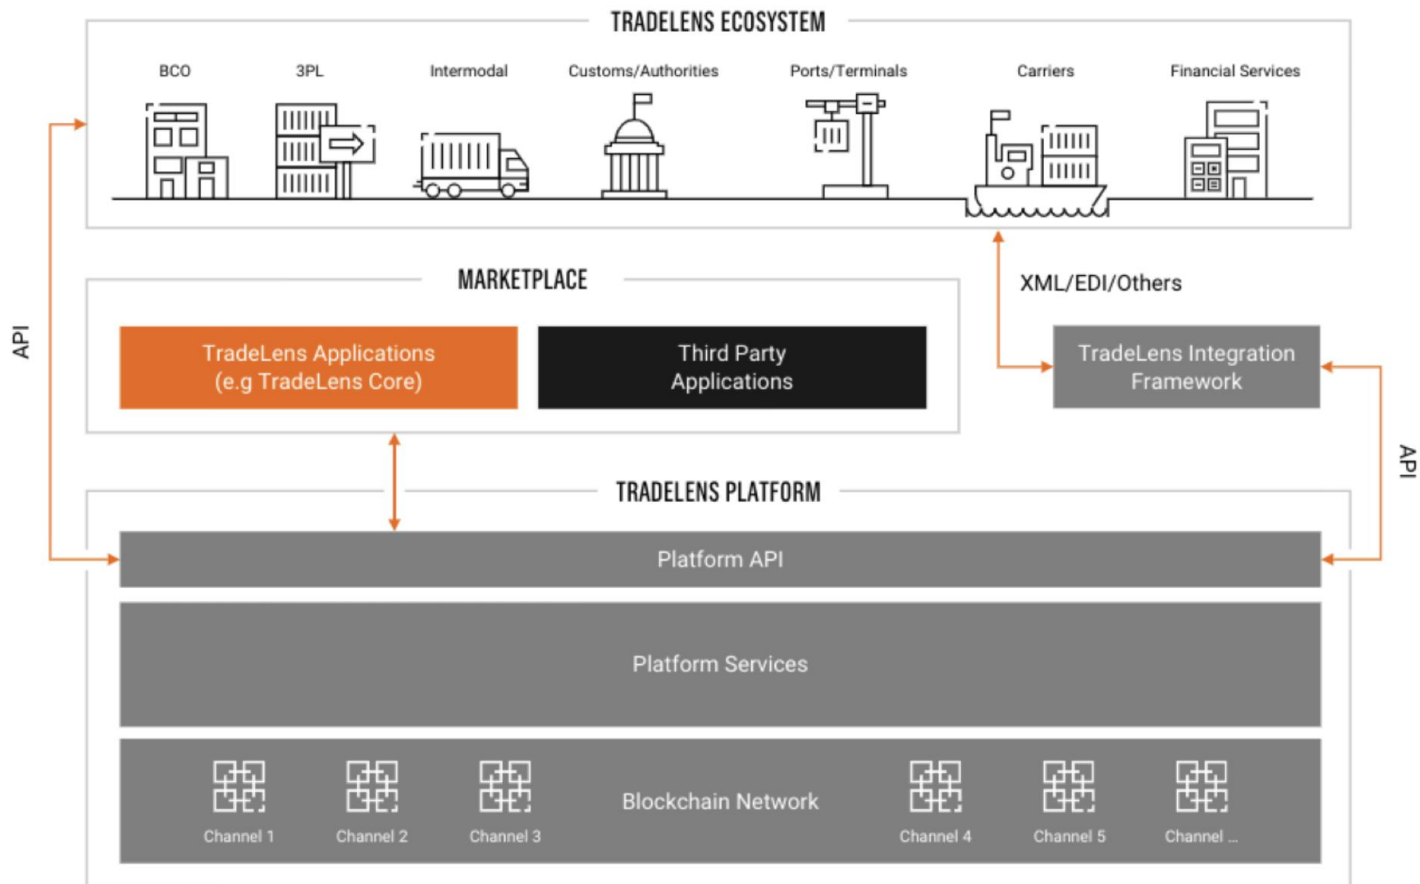 TRADELENS ECOSYSTEM
BCO
3PL
Intermodal
Customs/Authorities
Ports/Terminals
Carriers
Financial Services
API
MARKETPLACE
TradeLens Applications
(e.g TradeLens Core)
Third Party
Applications
XML/EDI/Others
TradeLens Integration
Framework
API
TRADELENS PLATFORM
Platform API
Platform Services
Blockchain Network
Channel 1
Channel 2
Channel 3
Channel 4
Channel 5
Channel ...